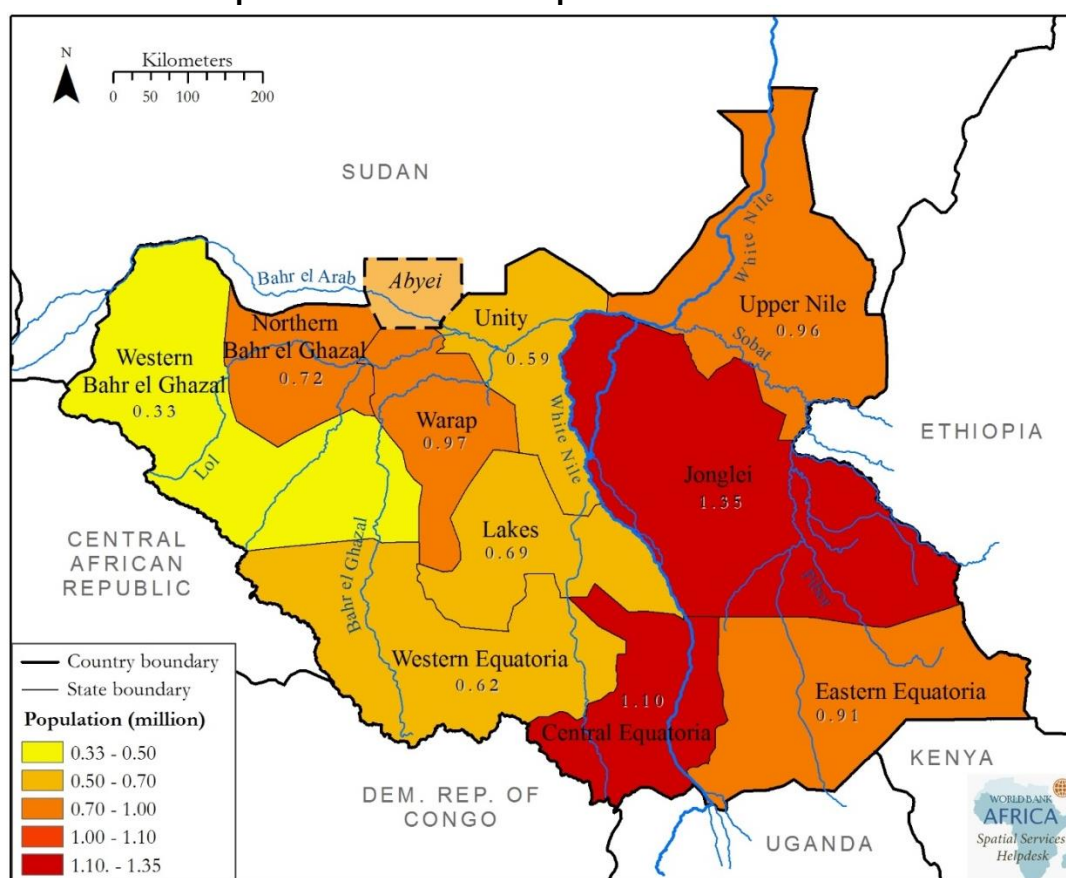 N
Kilometers
0 50 100 200
SUDAN
White Nile
Bahr el Arab
Abyei
Upper Nile
0.96
Unity
0.59
Northern
Bahr el Ghazal
0.72
Sobat
Western
Bahr el Ghazal
0.33
Warap
0.97
White Nile
ETHIOPIA
Lol
Jonglei
1.35
Lakes
0.69
CENTRAL
AFRICAN
REPUBLIC
Bahr el Ghazal
Pibor
Western Equatoria
0.62
Eastern Equatoria
0.91
1.10
Central Equatoria
KENYA
DEM. REP. OF
CONGO
UGANDA
Country boundary
State boundary
Population (million)
0.33 - 0.50
0.50 - 0.70
0.70 - 1.00
1.00 - 1.10
1.10. - 1.35
WORLD BANK
AFRICA
Spatial Services
Helpdesk